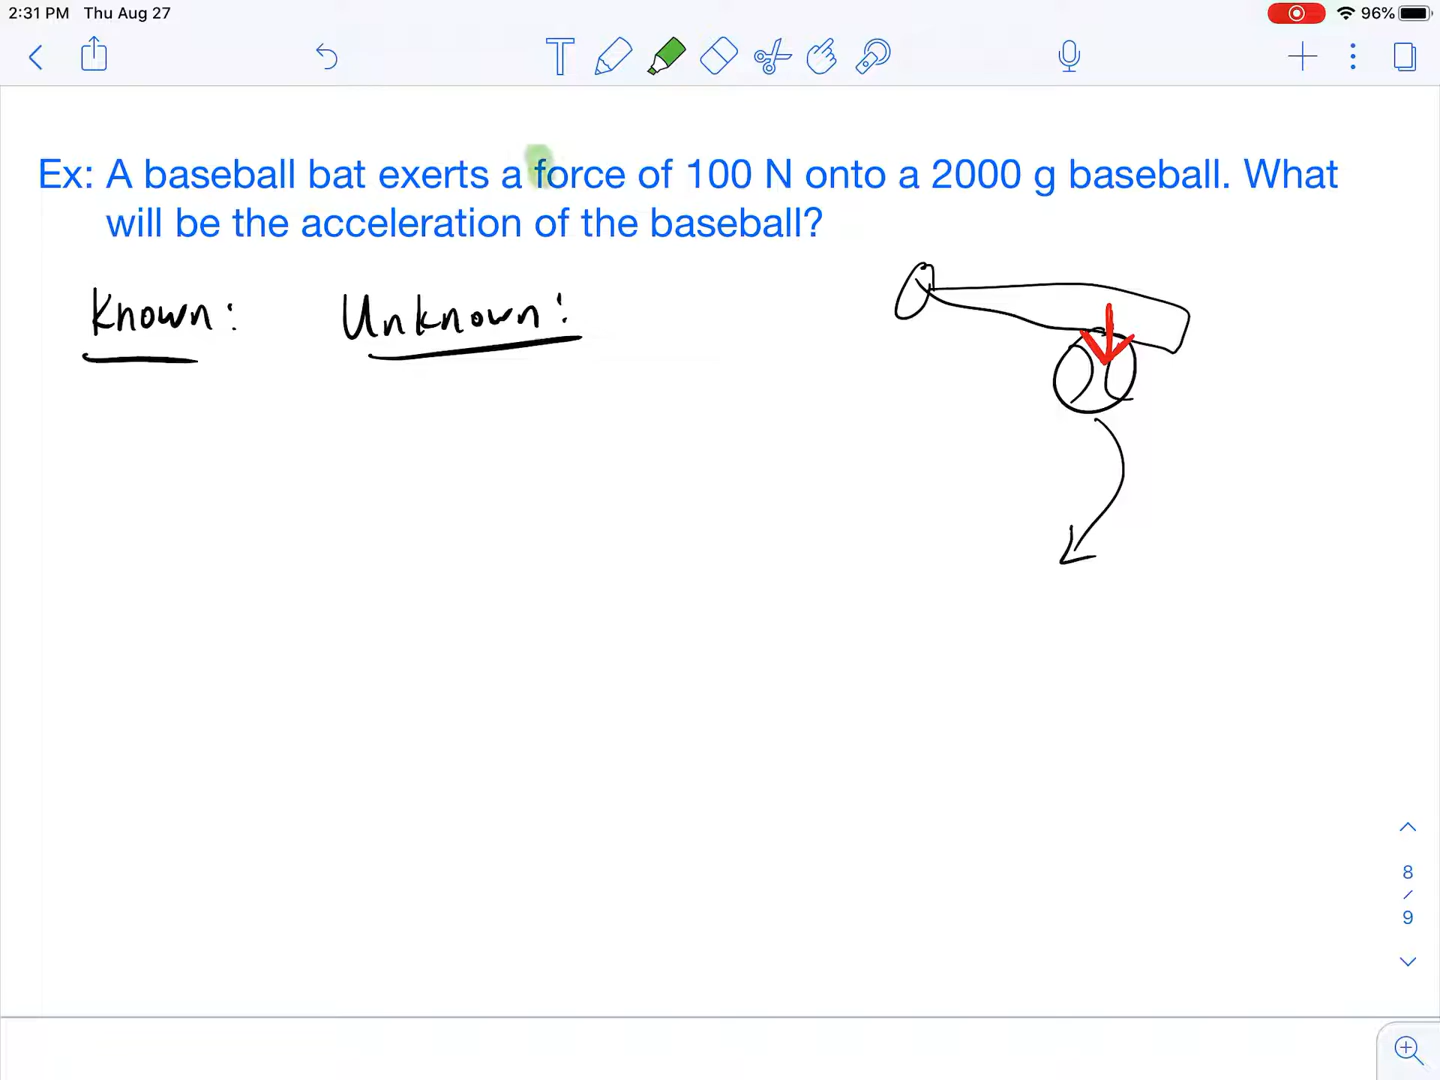 2:31 PM Thu Aug 27
96%
T
Ex: A baseball bat exerts a force of 100 N onto a 2000 g baseball. What
will be the acceleration of the baseball?
Known: Unknown:
8
/
9